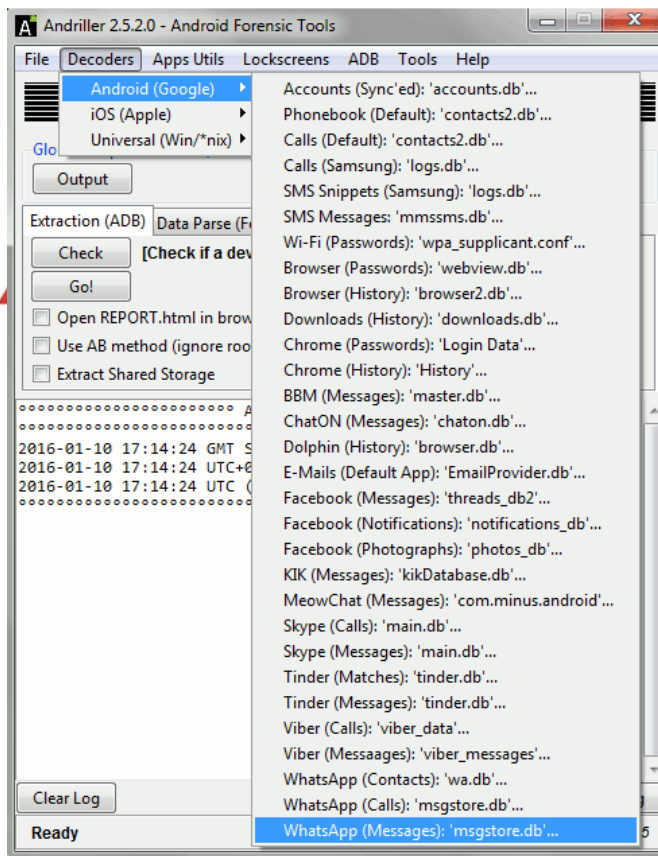 Andriller 2.5.2.0 - Android Forensic Tools
File Decoders Apps Utils Lockscreens ADB Tools Help
Android (Google)
iOS (Apple)
Universal (Win/*nix)
Accounts (Sync'ed): 'accounts.db'...
Phonebook (Default): 'contacts2.db'...
Calls (Default): 'contacts2.db'...
Calls (Samsung): 'logs.db'...
SMS Snippets (Samsung): 'logs.db'...
SMS Messages: 'mmssms.db'...
Wi-Fi (Passwords): 'wpa_supplicant.conf'...
Browser (Passwords): 'webview.db'...
Browser (History): 'browser2.db'...
Downloads (History): 'downloads.db'...
Chrome (Passwords): 'Login Data'...
Chrome (History): 'History'...
BBM (Messages): 'master.db'...
ChatON (Messages): 'chaton.db'...
Dolphin (History): 'browser.db'...
E-Mails (Default App): 'EmailProvider.db'...
Facebook (Messages): 'threads_db2'...
Facebook (Notifications): 'notifications_db'...
Facebook (Photographs): 'photos_db'...
KIK (Messages): 'kikDatabase.db'...
MeowChat (Messages): 'com.minus.android'...
Skype (Calls): 'main.db'...
Skype (Messages): 'main.db'...
Tinder (Matches): 'tinder.db'...
Tinder (Messages): 'tinder.db'...
Viber (Calls): 'viber_data'...
Viber (Messaages): 'viber_messages'...
WhatsApp (Contacts): 'wa.db'...
WhatsApp (Calls): 'msgstore.db'...
WhatsApp (Messages): 'msgstore.db'...
Glo
Output
Extraction (ADB) Data Parse (Fo
Check [Check if a dev
Go!
Open REPORT.html in brow
Use AB method (ignore roo
Extract Shared Storage
A
2016-01-10 17:14:24 GMT S
2016-01-10 17:14:24 UTC+0
2016-01-10 17:14:24 UTC (
Clear Log
Ready 5